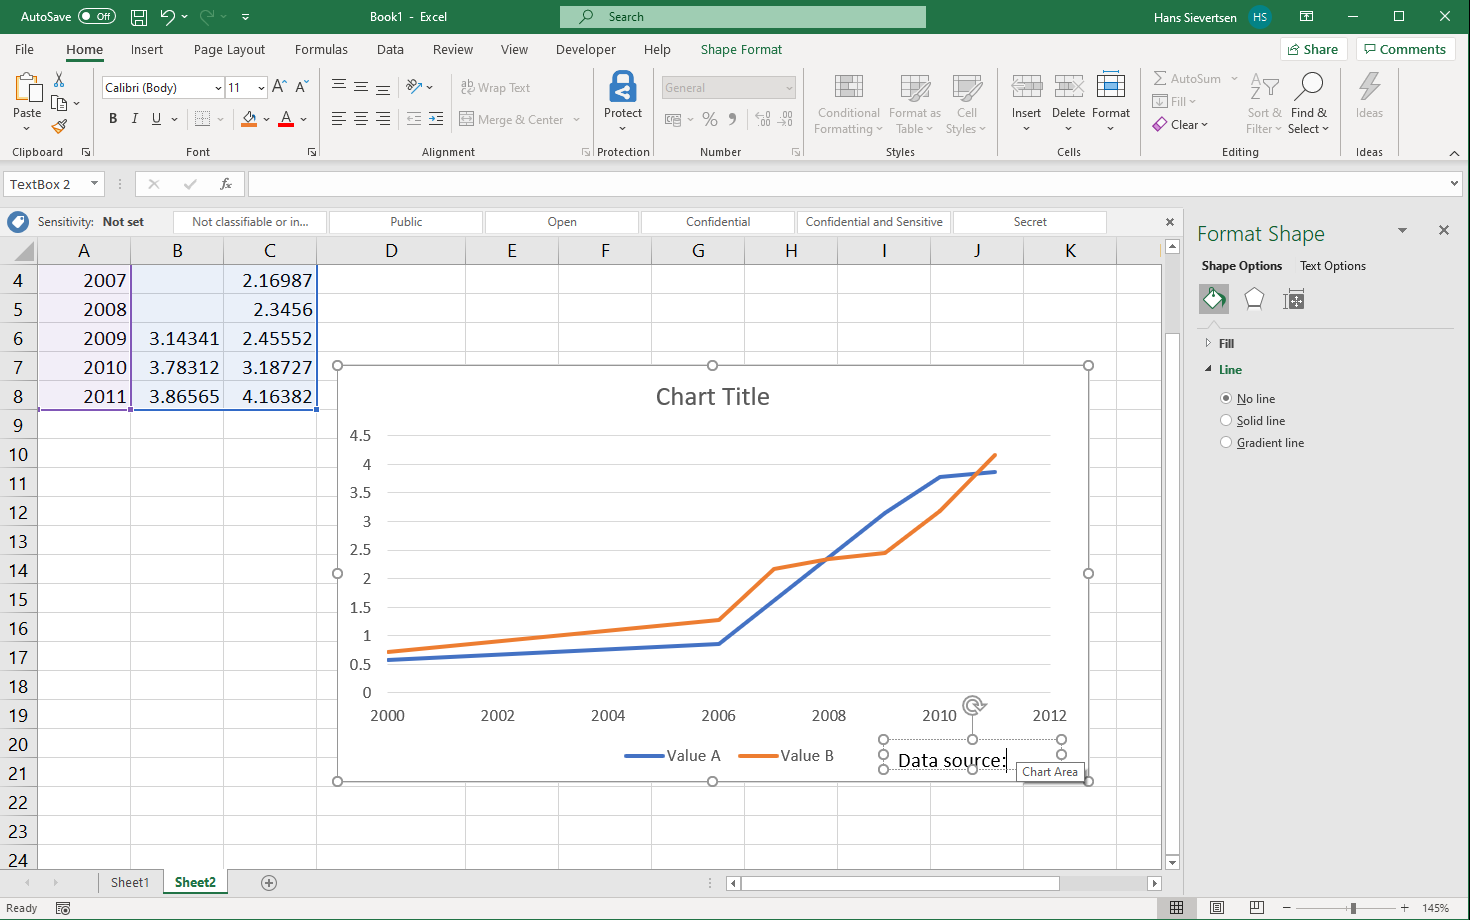 AutoSave Off Book1 - Excel Search Hans Sievertsen HS
File Home Insert Page Layout Formulas Data Review View Developer Help Shape Format Share Comments
Calibri (Body) 11 A A Wrap Text General AutoSum
Paste Protect Conditional Format as Cell Insert Delete Format Fill Sort & Find & Ideas
B I U A Merge & Center % Formatting Table Styles Clear Filter Select
Clipboard Font Alignment Protection Number Styles Cells Editing Ideas
TextBox 2 fx
Sensitivity: Not set Not classifiable or in... Public Open Confidential Confidential and Sensitive Secret
A B C D E F G H I J K
4 2007 2.16987
5 2008 2.3456
6 2009 3.14341 2.45552
7 2010 3.78312 3.18727
8 2011 3.86565 4.16382
9
10
11
12
13
14
15
16
17
18
19
20
21
22
23
24
Chart Title
4.5
4
3.5
3
2.5
2
1.5
1
0.5
0
2000 2002 2004 2006 2008 2010 2012
Value A Value B
Data source:
Chart Area
Format Shape
Shape Options Text Options
Fill
Line
No line
Solid line
Gradient line
Sheet1 Sheet2
Ready 145%